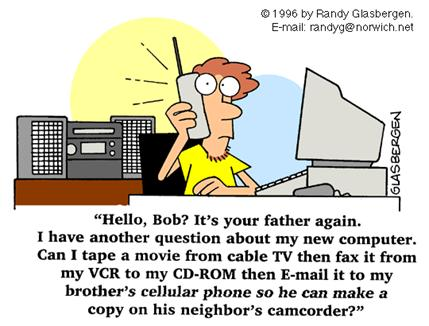 © 1996 by Randy Glasbergen.
E-mail: randyg@norwich.net
GLASBERGEN
“Hello, Bob? It’s your father again.
I have another question about my new computer.
Can I tape a movie from cable TV then fax it from
my VCR to my CD-ROM then E-mail it to my
brother’s cellular phone so he can make a
copy on his neighbor’s camcorder?”